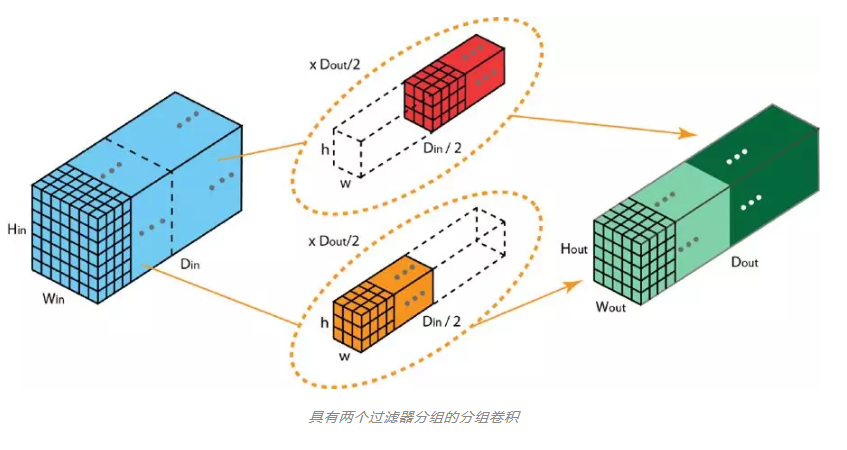 x Dout/2
h
w
Din / 2
Hin
Win
Din
x Dout/2
h
w
Din / 2
Hout
Wout
Dout
具有两个过滤器分组的分组卷积